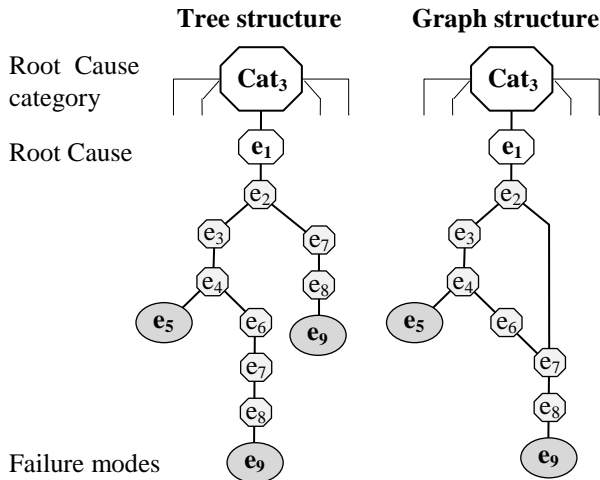 Tree structure Graph structure
Root Cause category
Cat₃ Cat₃
Root Cause
e₁ e₁
e₂ e₂
e₃ e₇ e₃
e₄ e₈ e₄
e₅ e₆ e₉ e₅ e₆
e₇ e₇
e₈ e₈
Failure modes e₉ e₉